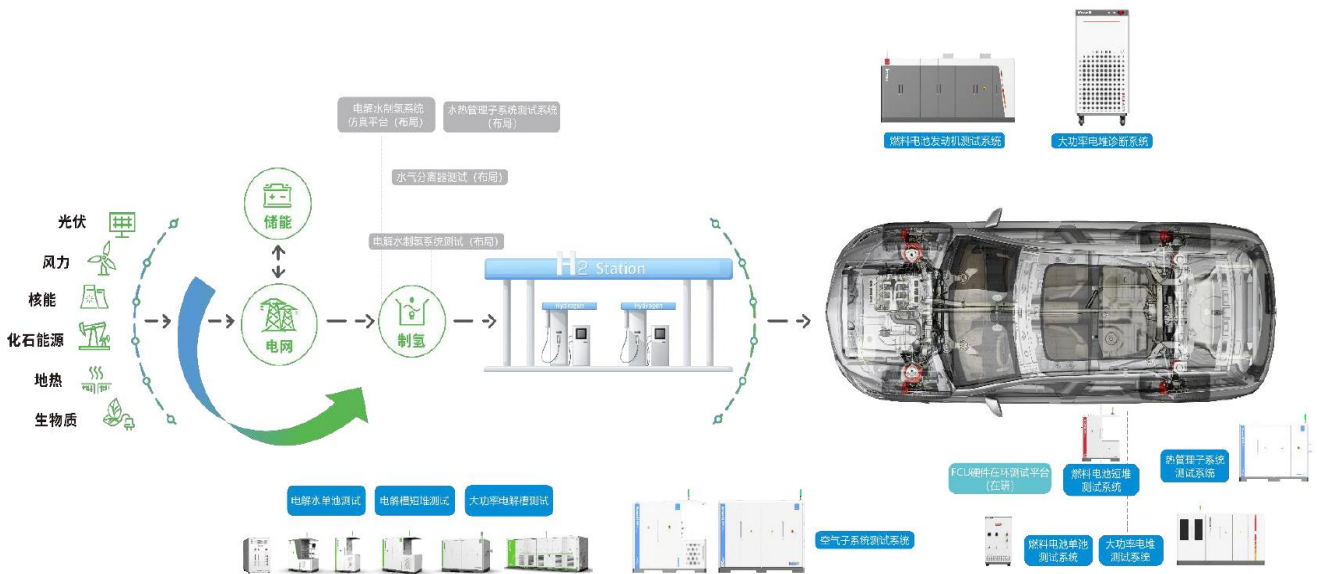 燃料电池发动机测试系统
大功率电堆诊断系统
电解水制氢系统
仿真平台（布局）
水热管理子系统测试系统
（布局）
水气分离器测试（布局）
电解水制氢系统测试（布局）
光伏
风力
核能
化石能源
地热
生物质
储能
电网
制氢
H2 Station
Hydrogen
Hydrogen
电解水单池测试
电解槽短堆测试
大功率电解槽测试
空气子系统测试系统
FCU硬件在环测试平台
（在研）
燃料电池短堆
测试系统
热管理子系统
测试系统
燃料电池单池
测试系统
大功率电堆
测试系统